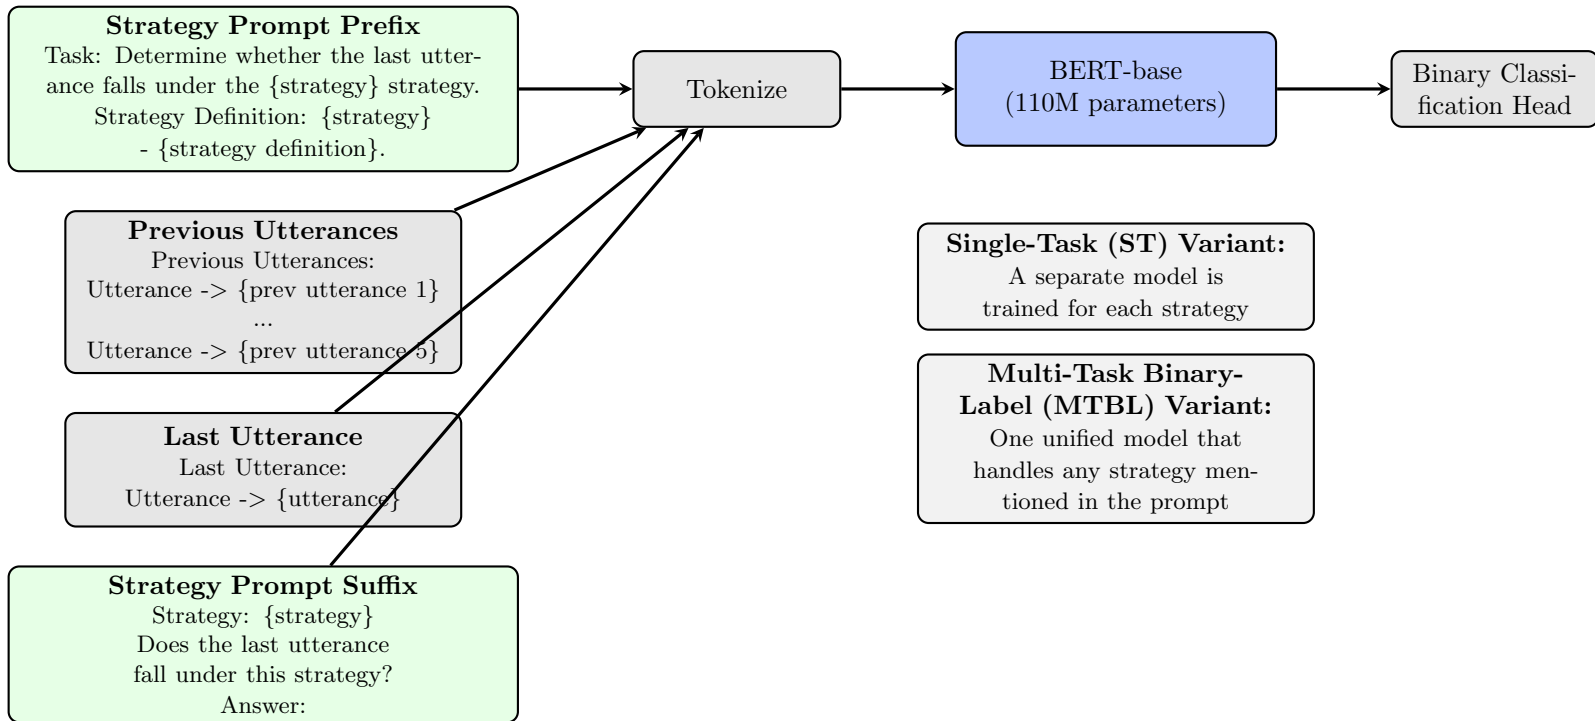 Strategy Prompt Prefix
Task: Determine whether the last utter-
ance falls under the {strategy} strategy.
Strategy Definition: {strategy}
- {strategy definition}.
Tokenize
BERT-base
(110M parameters)
Binary Classi-
fication Head
Previous Utterances
Previous Utterances:
Utterance -> {prev utterance 1}
...
Utterance -> {prev utterance 5}
Last Utterance
Last Utterance:
Utterance -> {utterance}
Strategy Prompt Suffix
Strategy: {strategy}
Does the last utterance
fall under this strategy?
Answer:
Single-Task (ST) Variant:
A separate model is
trained for each strategy
Multi-Task Binary-
Label (MTBL) Variant:
One unified model that
handles any strategy men-
tioned in the prompt